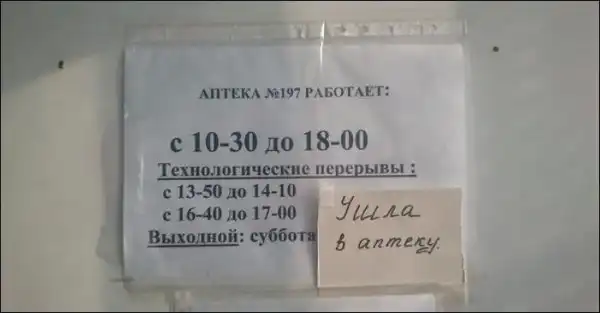 АПТЕКА №197 РАБОТАЕТ:
с 10-30 до 18-00
Технологические перерывы :
с 13-50 до 14-10
с 16-40 до 17-00
Выходной: суббота
Ушла
в аптеку.